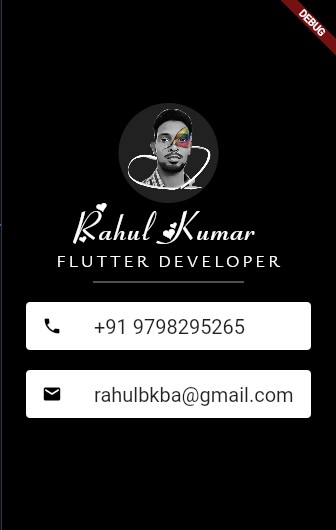 DEBUG
Rahul Kumar
FLUTTER DEVELOPER
+91 9798295265
rahulbkba@gmail.com